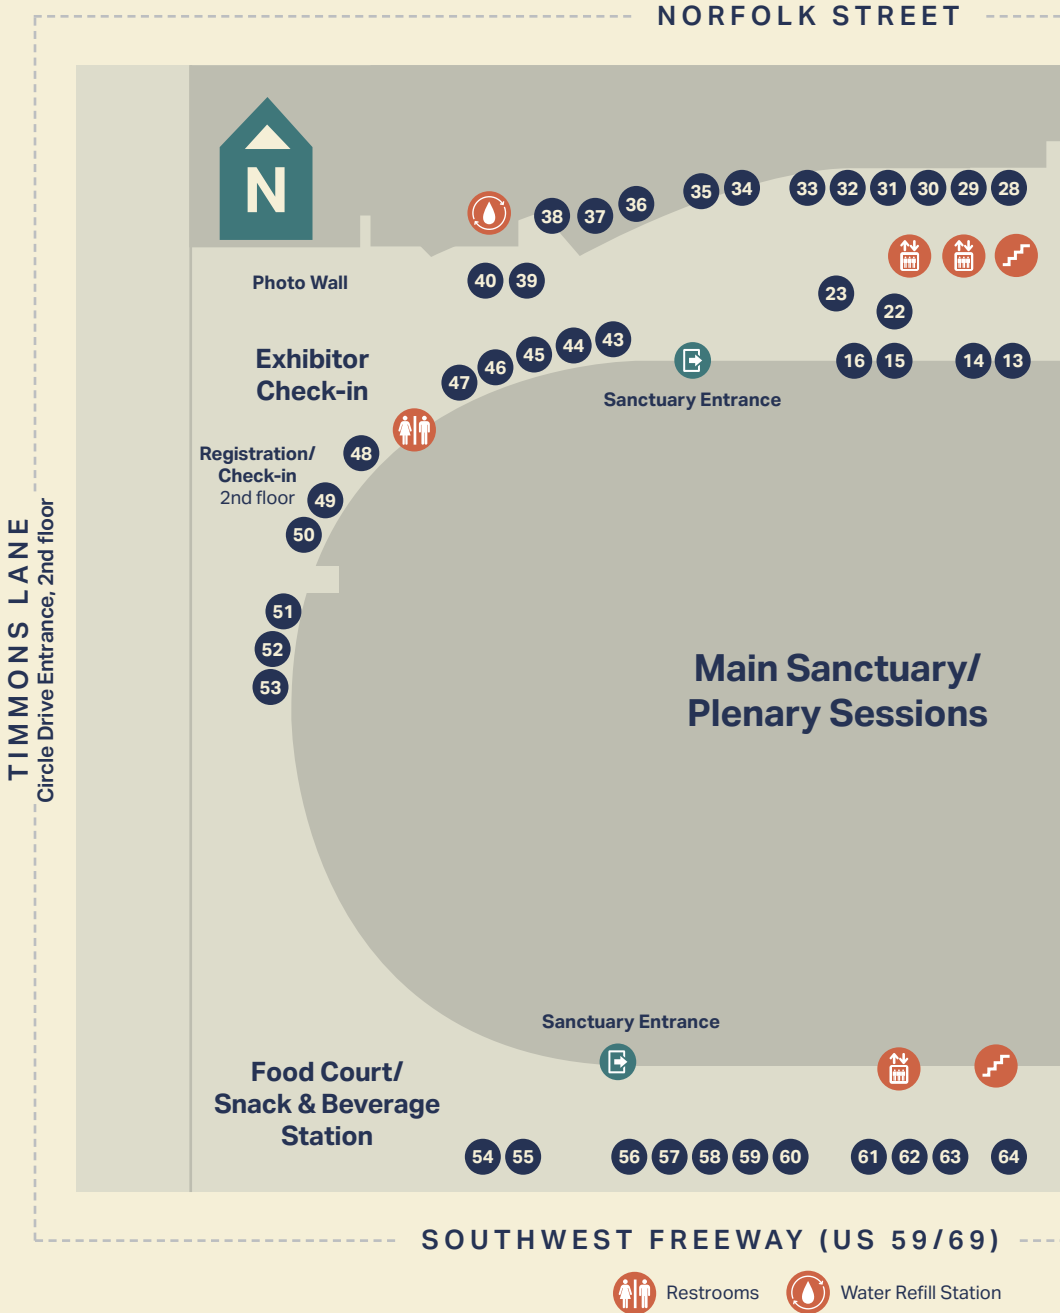 NORFOLK STREET
N
38 37 36 35 34 33 32 31 30 29 28
Photo Wall
40 39
23
22
Exhibitor
Check-in
47 46 45 44 43
16 15 14 13
Sanctuary Entrance
Registration/
Check-in
2nd floor
48
49
50
TIMMONS LANE
Circle Drive Entrance, 2nd floor
51
52
53
Main Sanctuary/
Plenary Sessions
Sanctuary Entrance
Food Court/
Snack & Beverage
Station
54 55 56 57 58 59 60 61 62 63 64
SOUTHWEST FREEWAY (US 59/69)
Restrooms
Water Refill Station